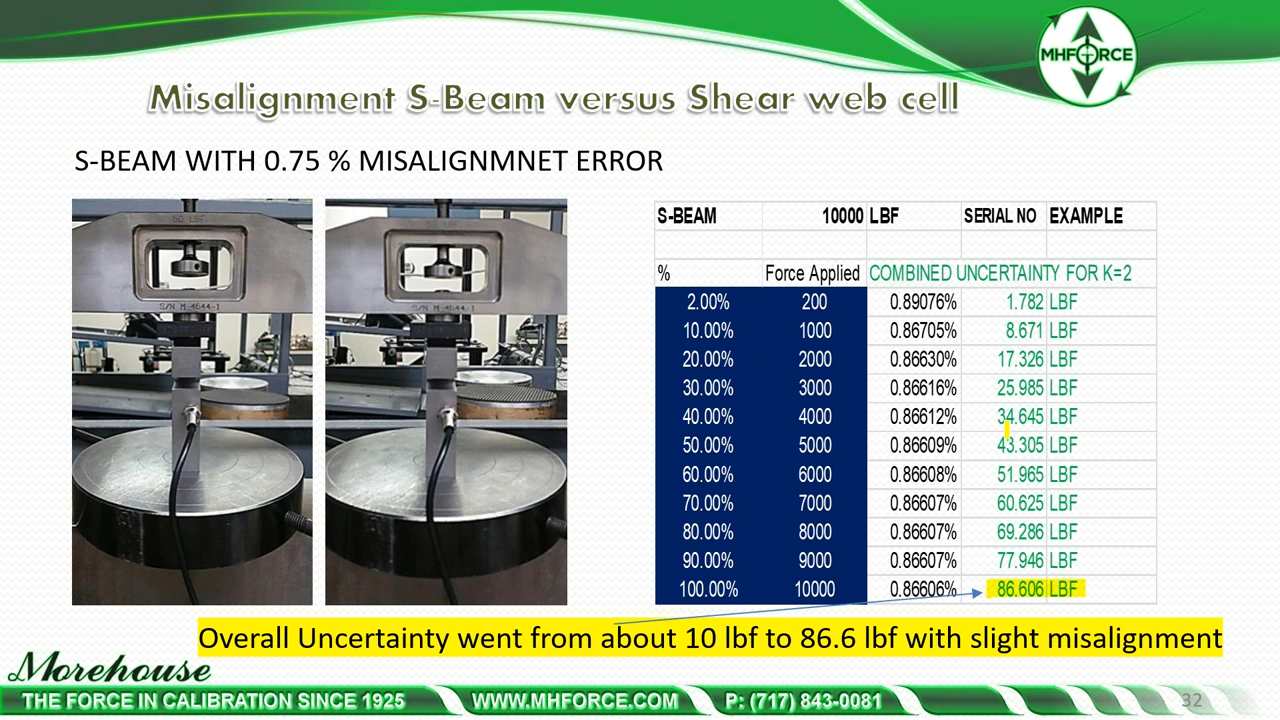 MHFORCE
Misalignment S-Beam versus Shear web cell
S-BEAM WITH 0.75 % MISALIGNMNET ERROR
50 LBF
S/N M-4644-1
S/N M-4644-1
S-BEAM 10000 LBF SERIAL NO EXAMPLE
% Force Applied COMBINED UNCERTAINTY FOR K=2
2.00% 200 0.89076% 1.782 LBF
10.00% 1000 0.86705% 8.671 LBF
20.00% 2000 0.86630% 17.326 LBF
30.00% 3000 0.86616% 25.985 LBF
40.00% 4000 0.86612% 34.645 LBF
50.00% 5000 0.86609% 43.305 LBF
60.00% 6000 0.86608% 51.965 LBF
70.00% 7000 0.86607% 60.625 LBF
80.00% 8000 0.86607% 69.286 LBF
90.00% 9000 0.86607% 77.946 LBF
100.00% 10000 0.86606% 86.606 LBF
Overall Uncertainty went from about 10 lbf to 86.6 lbf with slight misalignment
Morehouse
THE FORCE IN CALIBRATION SINCE 1925 WWW.MHFORCE.COM P: (717) 843-0081 32